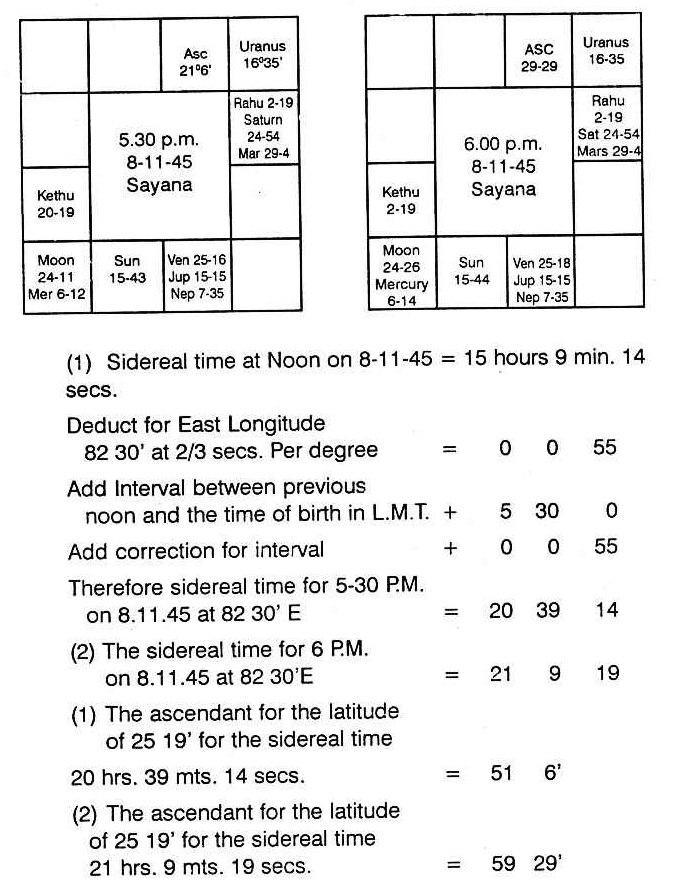 Asc
21º6'
Uranus
16º35'
Rahu 2-19
Saturn
24-54
Mar 29-4
5.30 p.m.
8-11-45
Sayana
Kethu
20-19
Moon
24-11
Mer 6-12
Sun
15-43
Ven 25-16
Jup 15-15
Nep 7-35
ASC
29-29
Uranus
16-35
Rahu
2-19
Sat 24-54
Mars 29-4
6.00 p.m.
8-11-45
Sayana
Kethu
2-19
Moon
24-26
Mercury
6-14
Sun
15-44
Ven 25-18
Jup 15-15
Nep 7-35
(1) Sidereal time at Noon on 8-11-45 = 15 hours 9 min. 14
secs.
Deduct for East Longitude
82 30' at 2/3 secs. Per degree = 0 0 55
Add Interval between previous
noon and the time of birth in L.M.T. + 5 30 0
Add correction for interval + 0 0 55
Therefore sidereal time for 5-30 P.M.
on 8.11.45 at 82 30' E = 20 39 14
(2) The sidereal time for 6 P.M.
on 8.11.45 at 82 30'E = 21 9 19
(1) The ascendant for the latitude
of 25 19' for the sidereal time
20 hrs. 39 mts. 14 secs. = 51 6'
(2) The ascendant for the latitude
of 25 19' for the sidereal time
21 hrs. 9 mts. 19 secs. = 59 29'